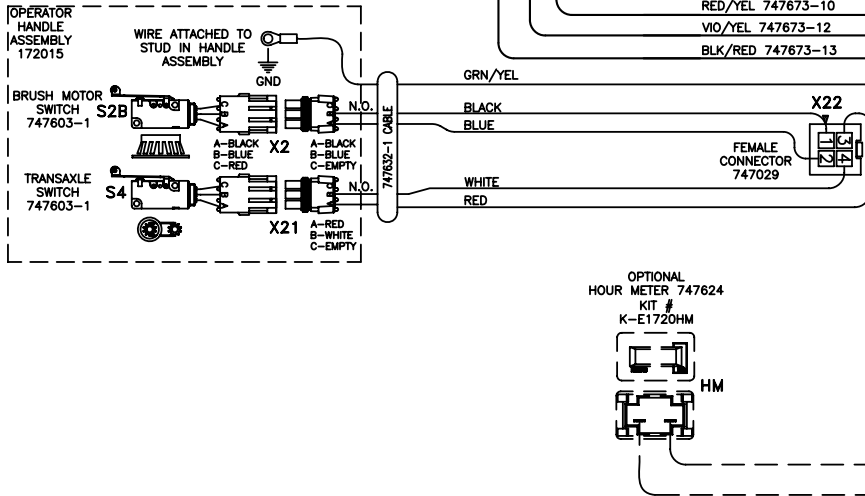 RED/YEL 747673-10
VIO/YEL 747673-12
BLK/RED 747673-13
OPERATOR
HANDLE
ASSEMBLY
172015
WIRE ATTACHED TO
STUD IN HANDLE
ASSEMBLY
GND
GRN/YEL
BRUSH MOTOR
SWITCH
747603-1
S2B
C
B
A
A
B
C
N.O.
BLACK
BLUE
A-BLACK
B-BLUE
C-RED
X2
A-BLACK
B-BLUE
C-EMPTY
747632-1 CABLE
X22
1
2
3
4
FEMALE
CONNECTOR
747029
TRANSAXLE
SWITCH
747603-1
S4
C
B
A
A
B
C
N.O.
WHITE
RED
X21
A-RED
B-WHITE
C-EMPTY
OPTIONAL
HOUR METER 747624
KIT #
K-E1720HM
HM